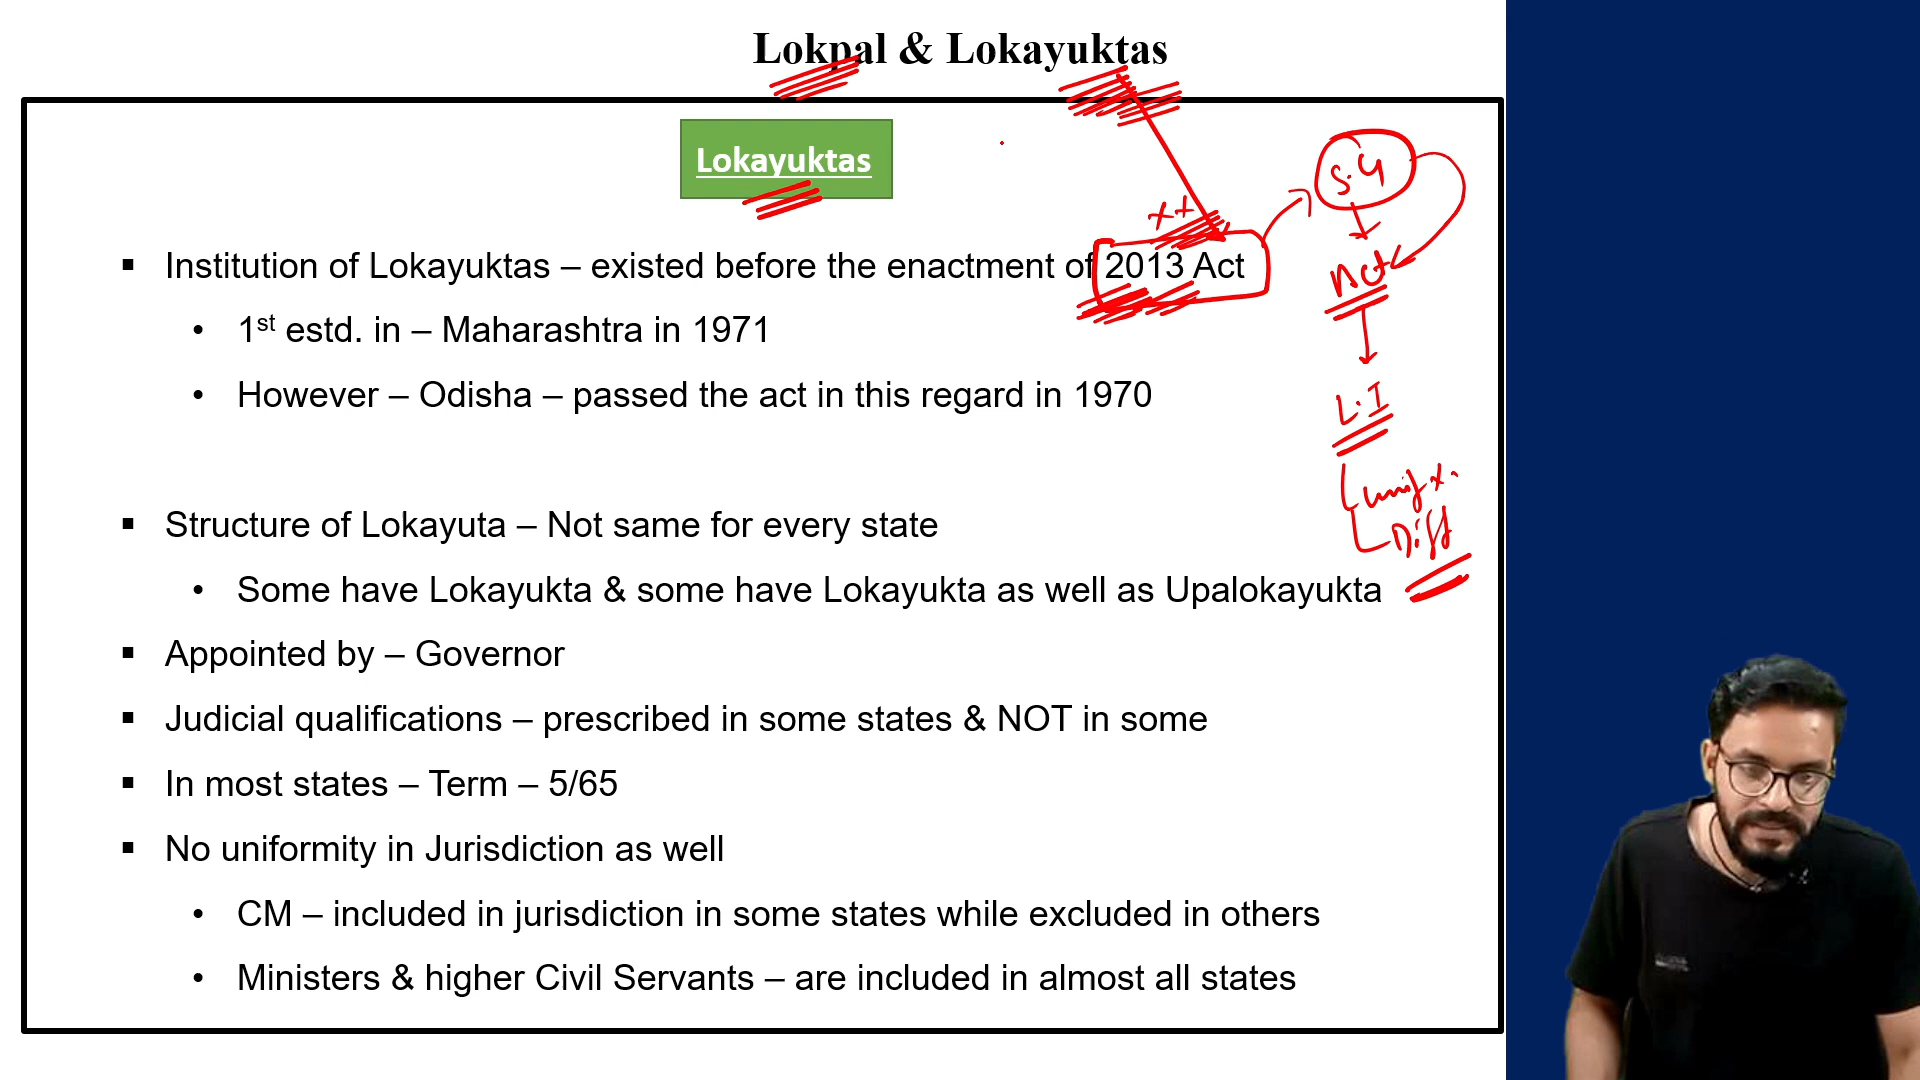 Lokpal & Lokayuktas
Lokayuktas
S.G
Institution of Lokayuktas – existed before the enactment of 2013 Act
Act
1st estd. in – Maharashtra in 1971
However – Odisha – passed the act in this regard in 1970
L.I
Structure of Lokayuta – Not same for every state
Diff
Some have Lokayukta & some have Lokayukta as well as Upalokayukta
Appointed by – Governor
Judicial qualifications – prescribed in some states & NOT in some
In most states – Term – 5/65
No uniformity in Jurisdiction as well
CM – included in jurisdiction in some states while excluded in others
Ministers & higher Civil Servants – are included in almost all states